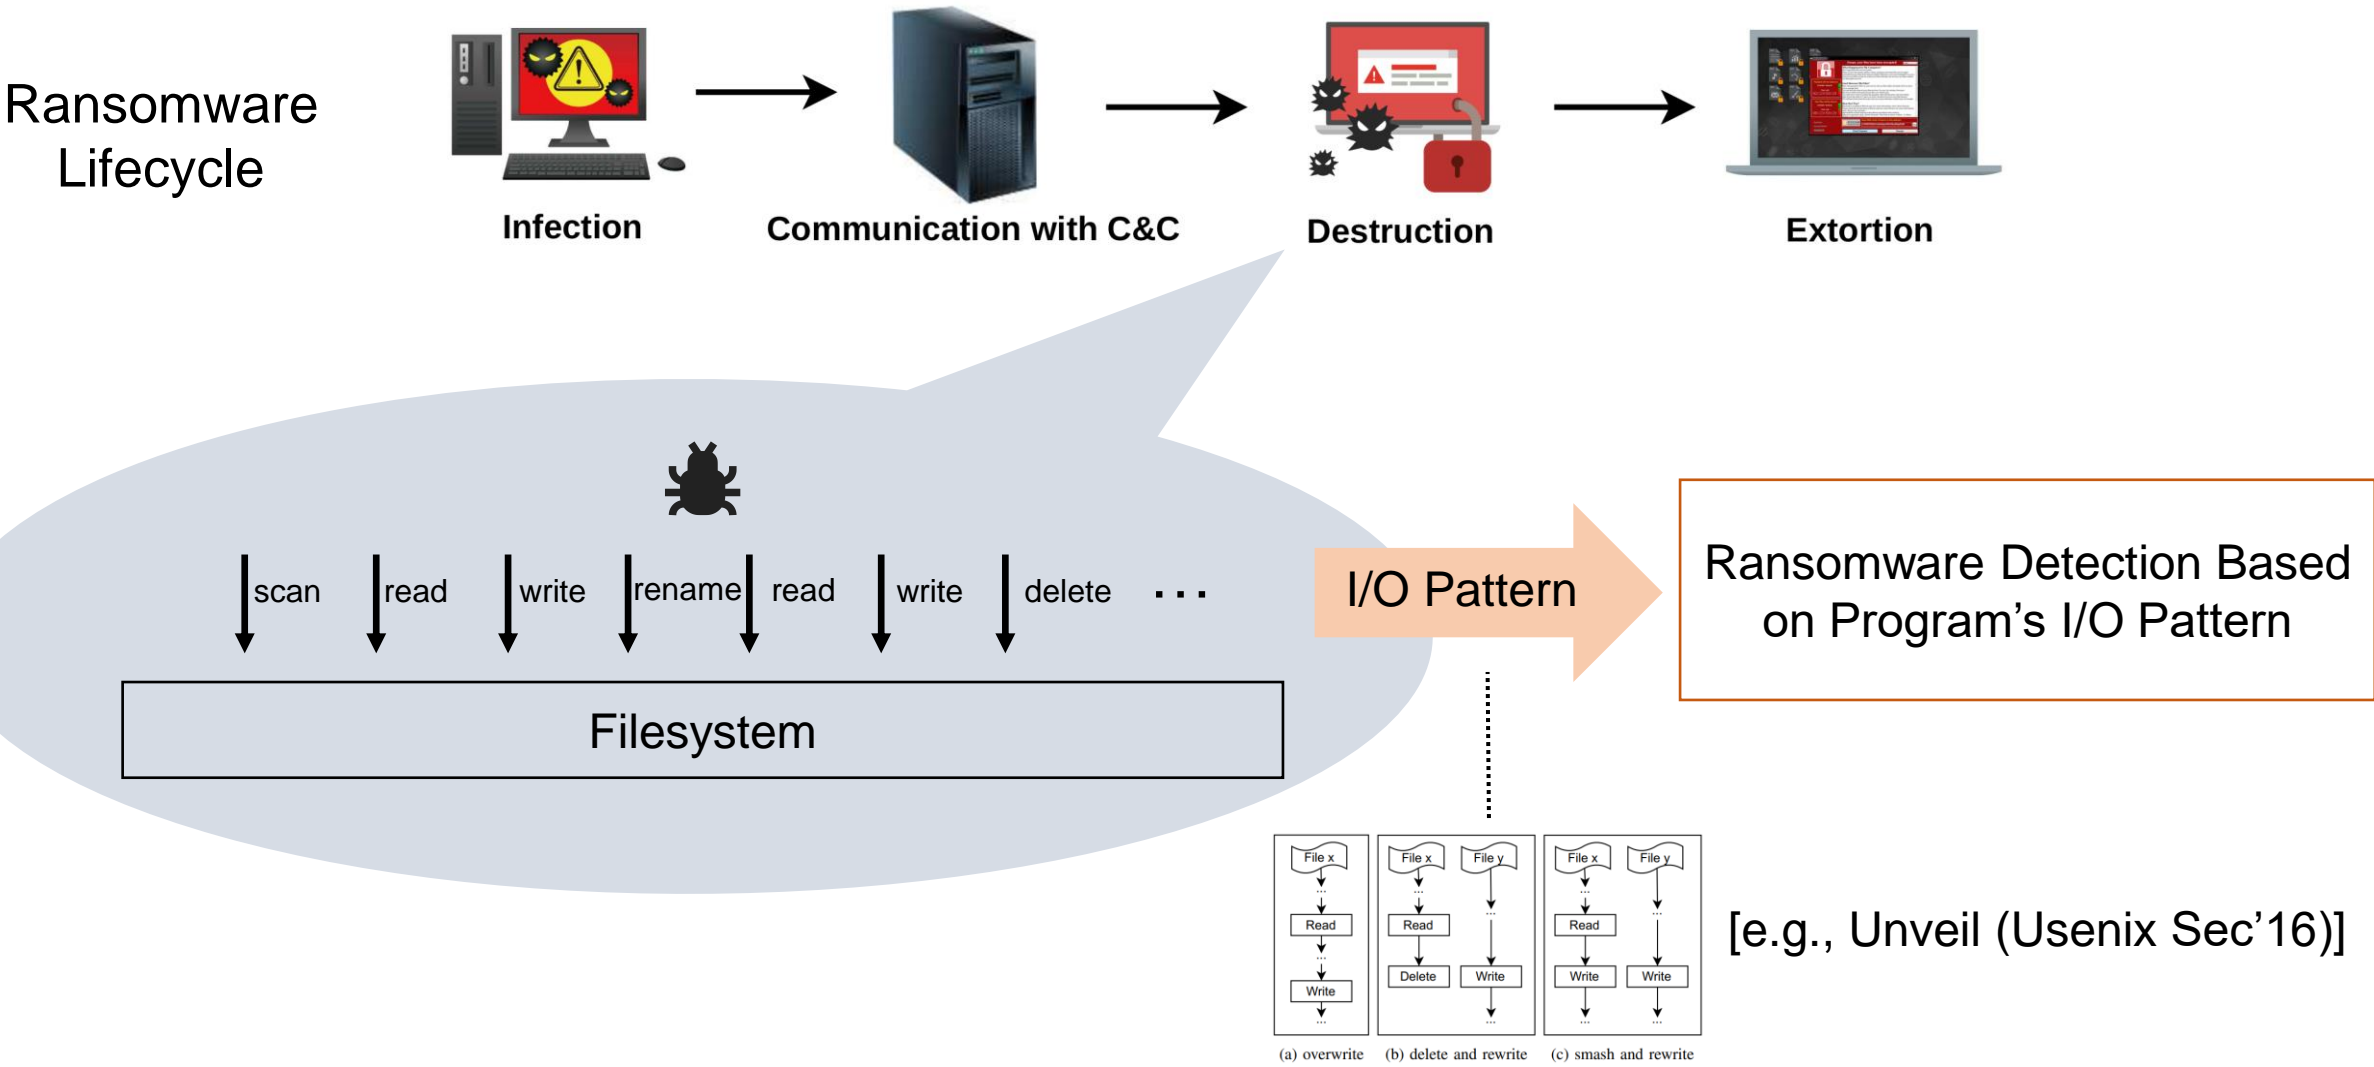 Ransomware
Lifecycle
Infection
Communication with C&C
Destruction
Extortion
scan
read
write
rename
read
write
delete
...
Filesystem
I/O Pattern
Ransomware Detection Based
on Program’s I/O Pattern
File x
...
Read
...
Write
...
(a) overwrite
File x
File y
...
...
Read
Delete
Write
...
(b) delete and rewrite
File x
File y
...
...
Read
Write
Write
...
...
(c) smash and rewrite
[e.g., Unveil (Usenix Sec’16)]